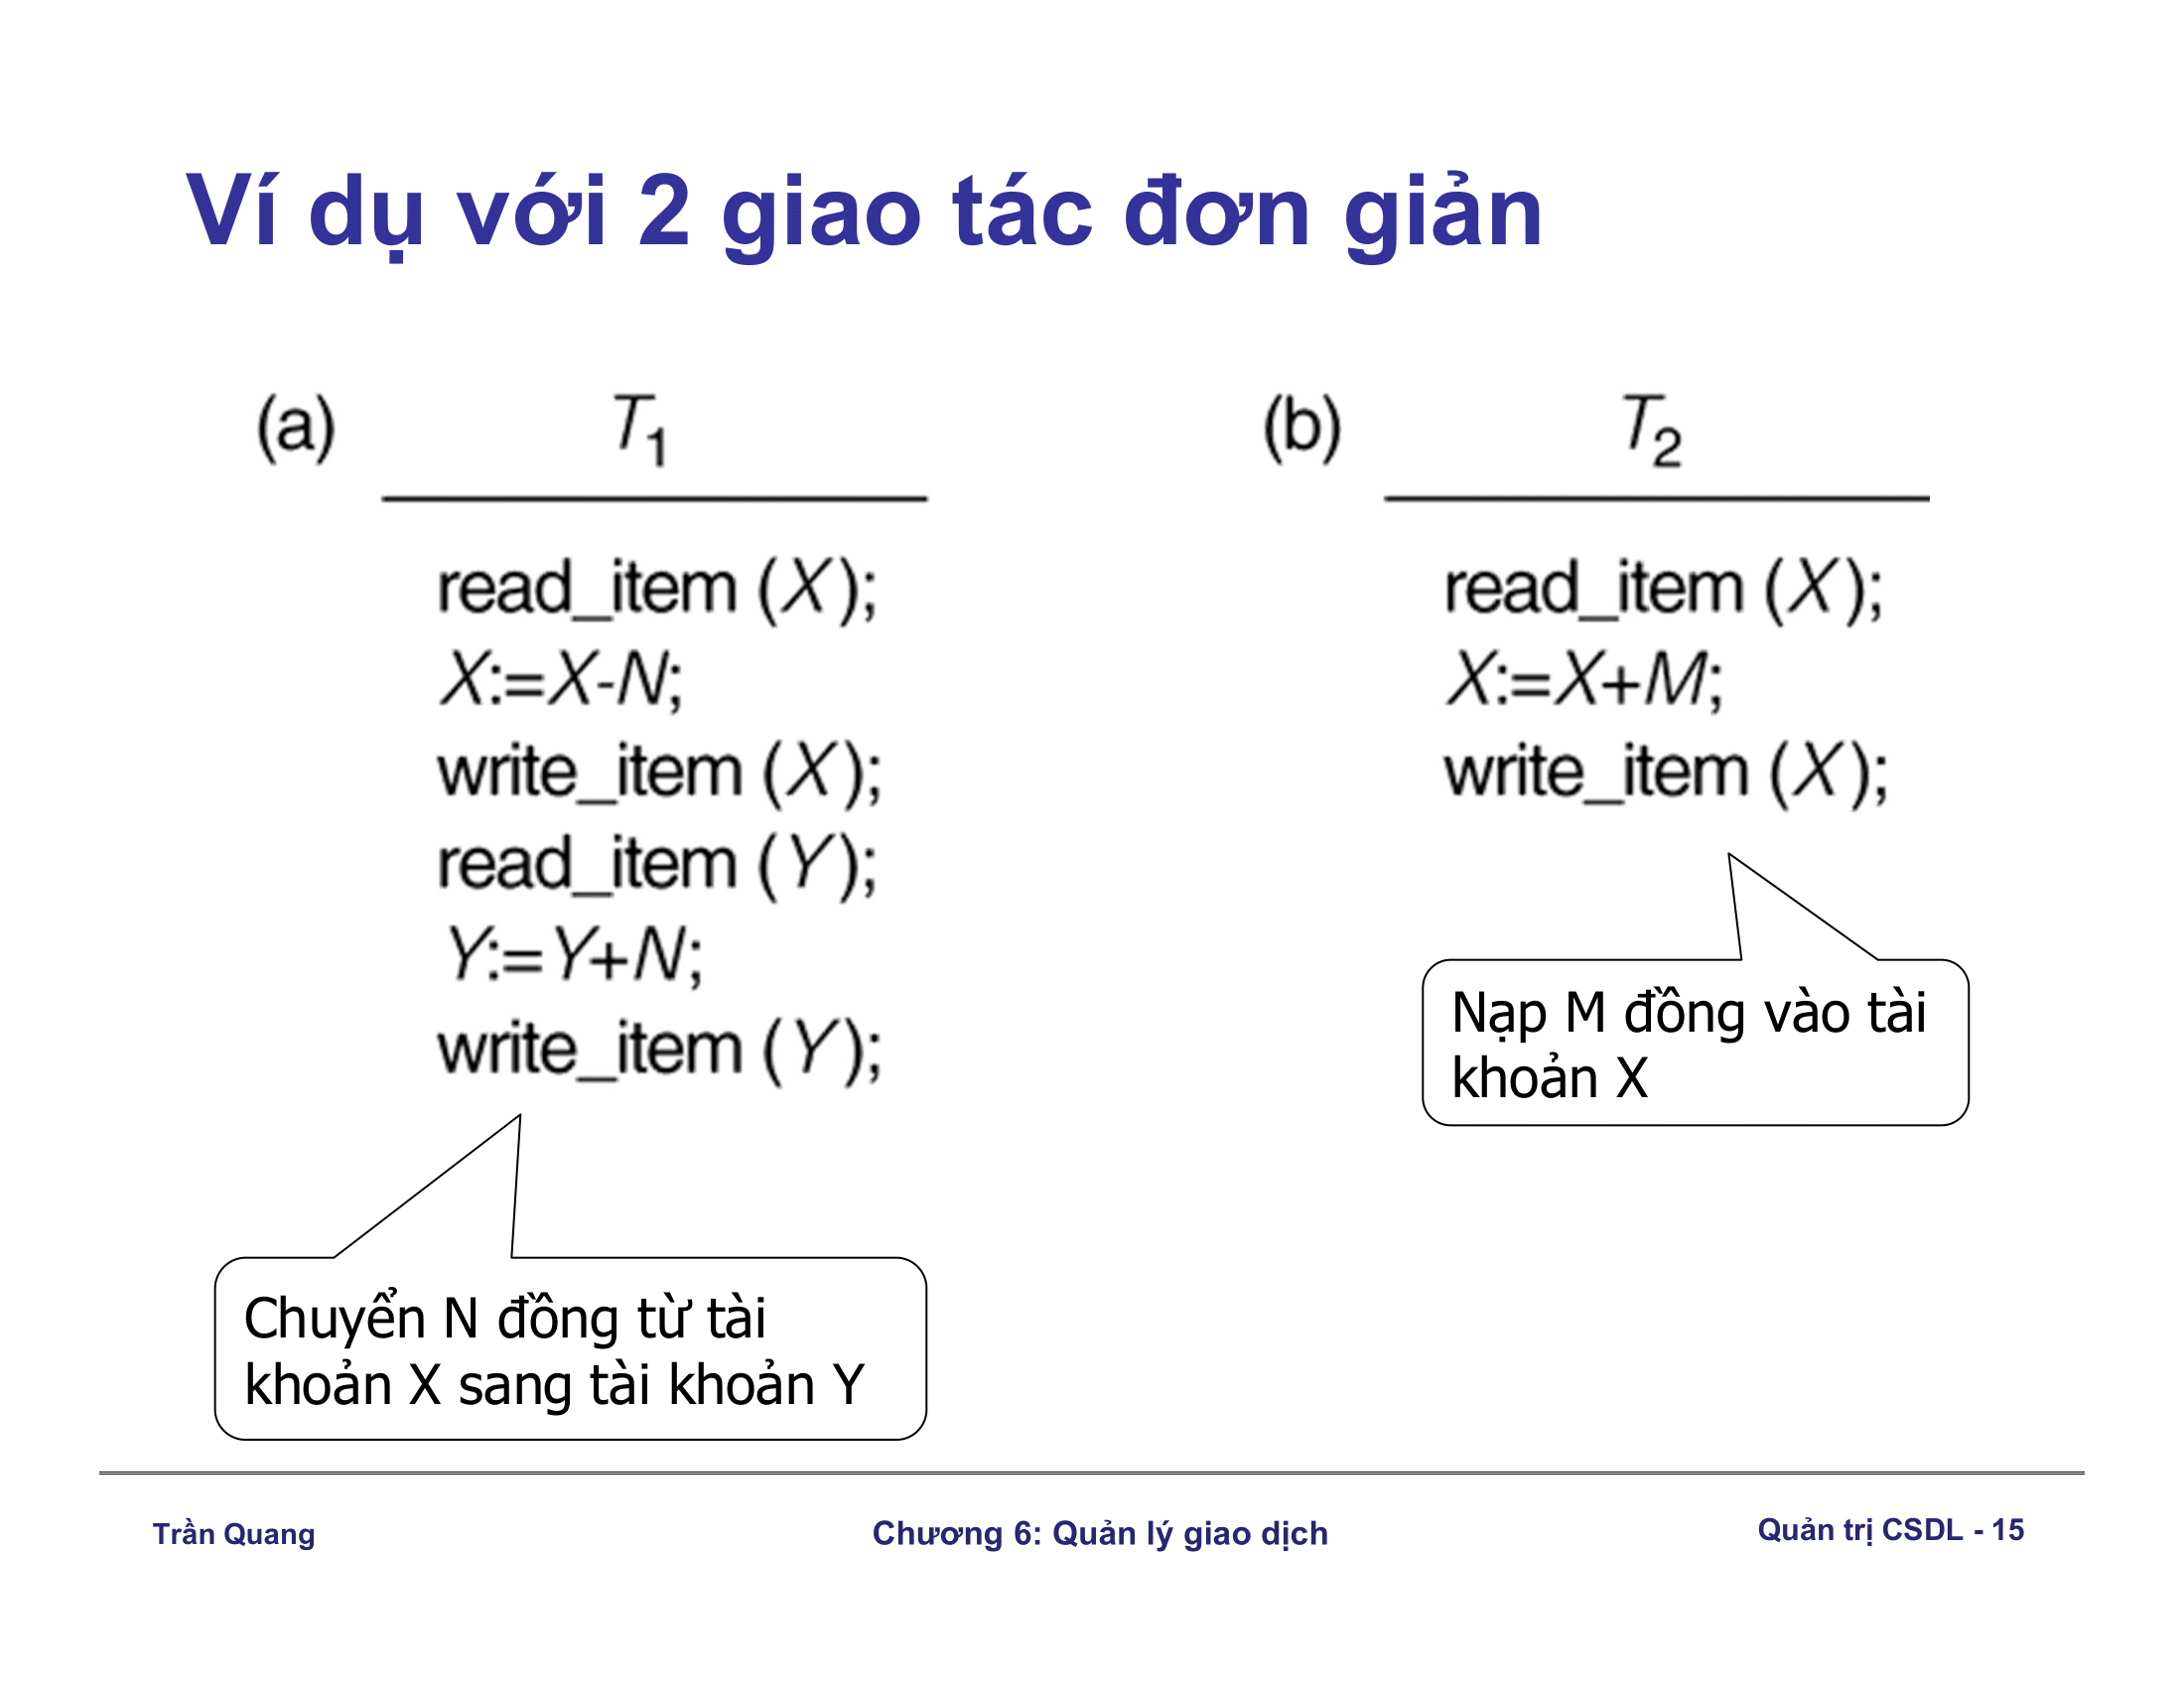 Ví dụ với 2 giao tác đơn giản
(a) T1
read_item (X);
X:=X-N;
write_item (X);
read_item (Y);
Y:=Y+N;
write_item (Y);
Chuyển N đồng từ tài
khoản X sang tài khoản Y
(b) T2
read_item (X);
X:=X+M;
write_item (X);
Nạp M đồng vào tài
khoản X
Trần Quang
Chương 6: Quản lý giao dịch
Quản trị CSDL - 15